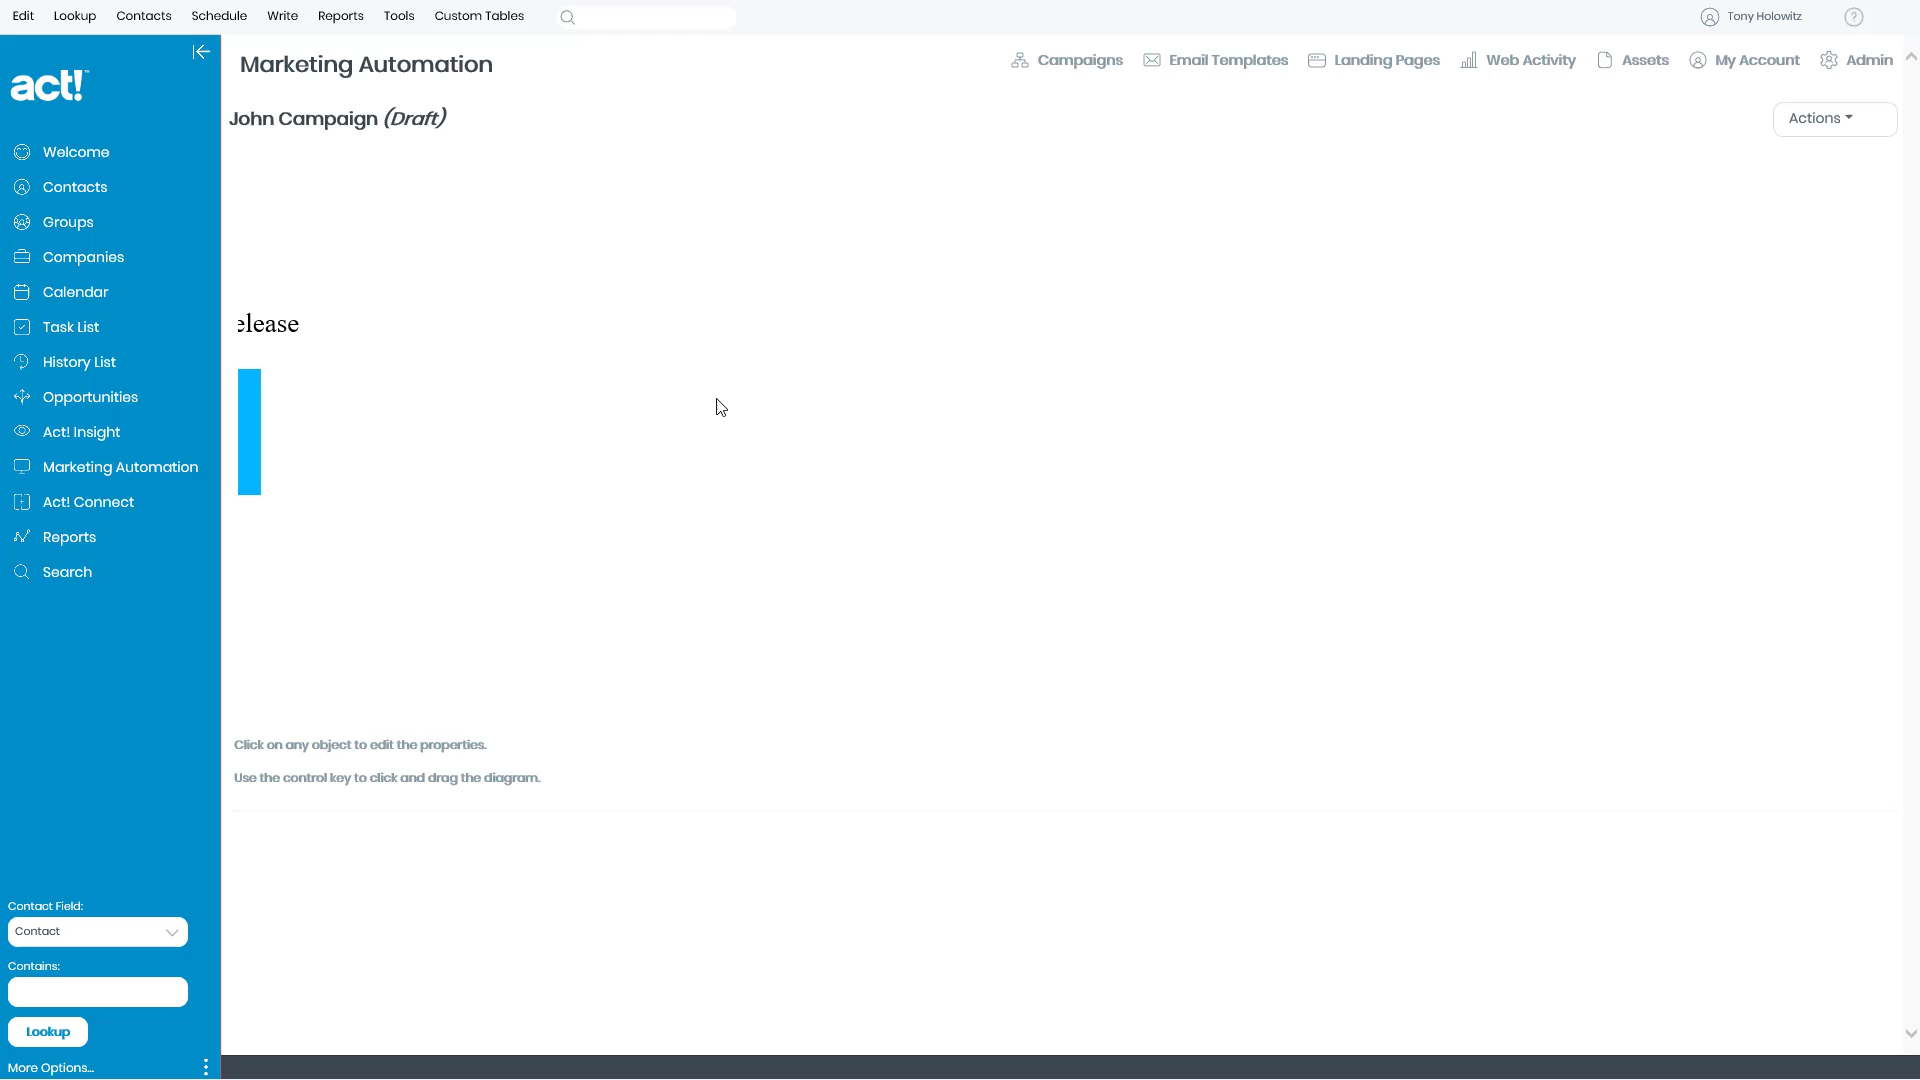 Edit Lookup Contacts Schedule Write Reports Tools Custom Tables Tony Holowitz ?
act!™
Marketing Automation
Campaigns Email Templates Landing Pages Web Activity Assets My Account Admin
John Campaign (Draft)
Actions
Welcome
Contacts
Groups
Companies
Calendar
Task List
History List
Opportunities
Act! Insight
Marketing Automation
Act! Connect
Reports
Search
elease
Click on any object to edit the properties.
Use the control key to click and drag the diagram.
Contact Field:
Contact
Contains:
Lookup
More Options...